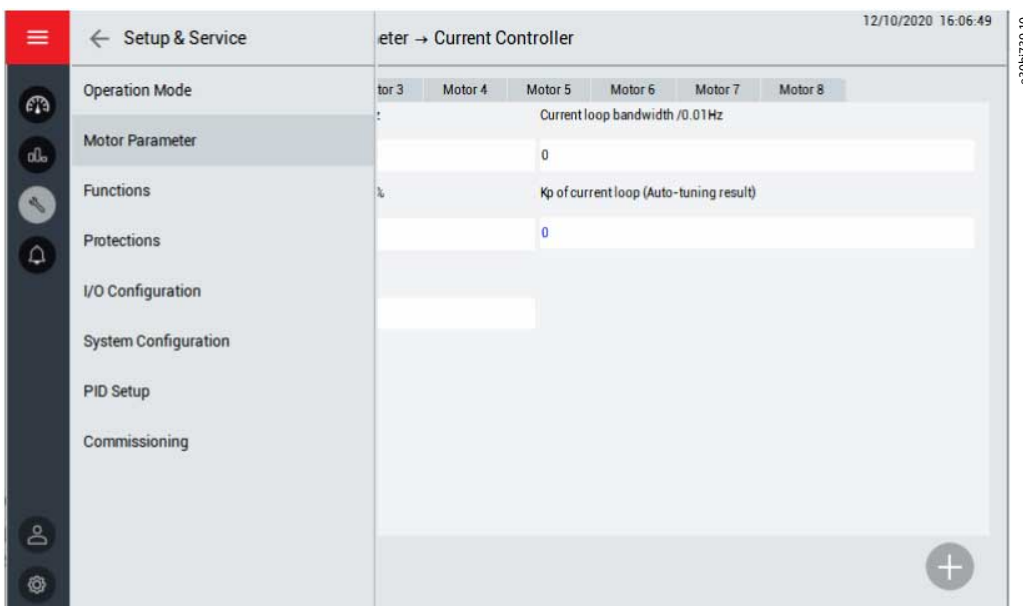 12/10/2020 16:06:49
Setup & Service
eter → Current Controller
Operation Mode
tor 3 Motor 4 Motor 5 Motor 6 Motor 7 Motor 8
Current loop bandwidth /0.01Hz
Motor Parameter
0
Functions
%
Kp of current loop (Auto-tuning result)
Protections
0
I/O Configuration
System Configuration
PID Setup
Commissioning